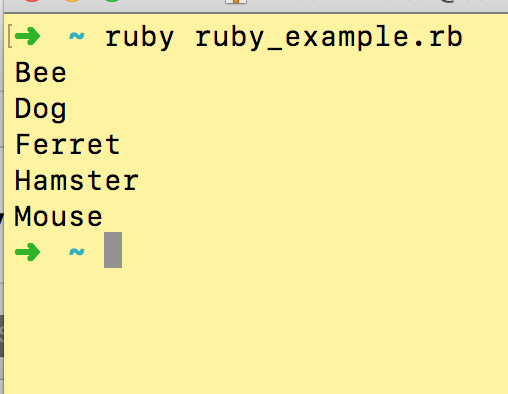 ➜ ~ ruby ruby_example.rb
Bee
Dog
Ferret
Hamster
Mouse
➜ ~